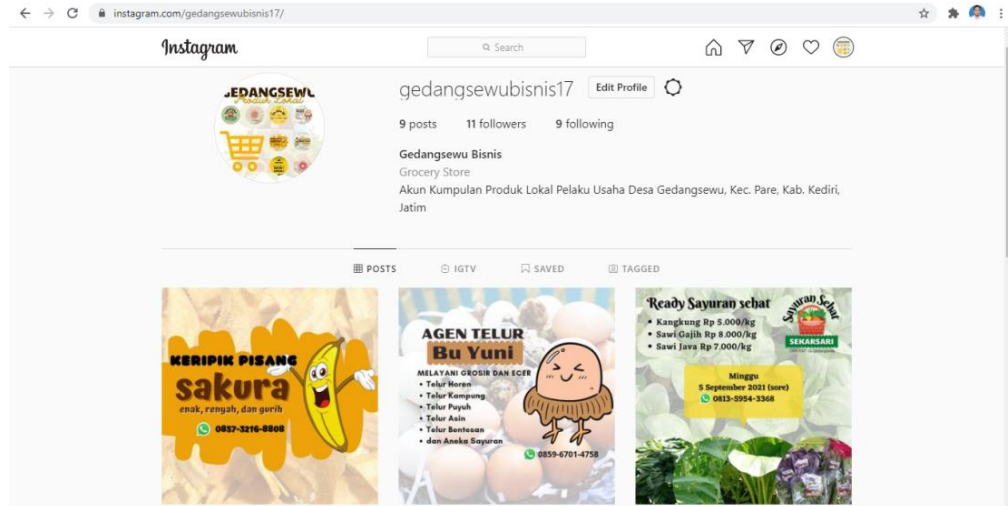 instagram.com/gedangsewubisnis17/
Instagram
Search
GEDANGSEWU
Produk Lokal
gedangsewubisnis17 Edit Profile
9 posts 11 followers 9 following
Gedangsewu Bisnis
Grocery Store
Akun Kumpulan Produk Lokal Pelaku Usaha Desa Gedangsewu, Kec. Pare, Kab. Kediri,
Jatim
POSTS IGTV SAVED TAGGED
KERIPIK PISANG
sakura
enak, renyah, dan gurih
0857-3216-8808
AGEN TELUR
Bu Yuni
MELAYANI GROSIR DAN ECER
• Telur Horen
• Telur Kampung
• Telur Puyuh
• Telur Asin
• Telur Bentesan
• dan Aneka Sayuran
0859-6701-4758
Ready Sayuran sehat
• Kangkung Rp 5.000/kg
• Sawi Gajih Rp 8.000/kg
• Sawi Java Rp 7.000/kg
Sayuran Sehat
SEKARSARI
Minggu
5 September 2021 (sore)
0813-5954-3368